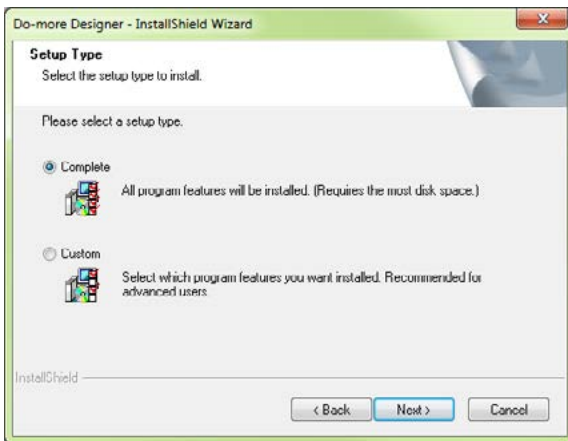 Do-more Designer - InstallShield Wizard
Setup Type
Select the setup type to install.
Please select a setup type.
Complete
All program features will be installed. (Requires the most disk space.)
Custom
Select which program features you want installed. Recommended for
advanced users.
InstallShield
< Back
Next >
Cancel